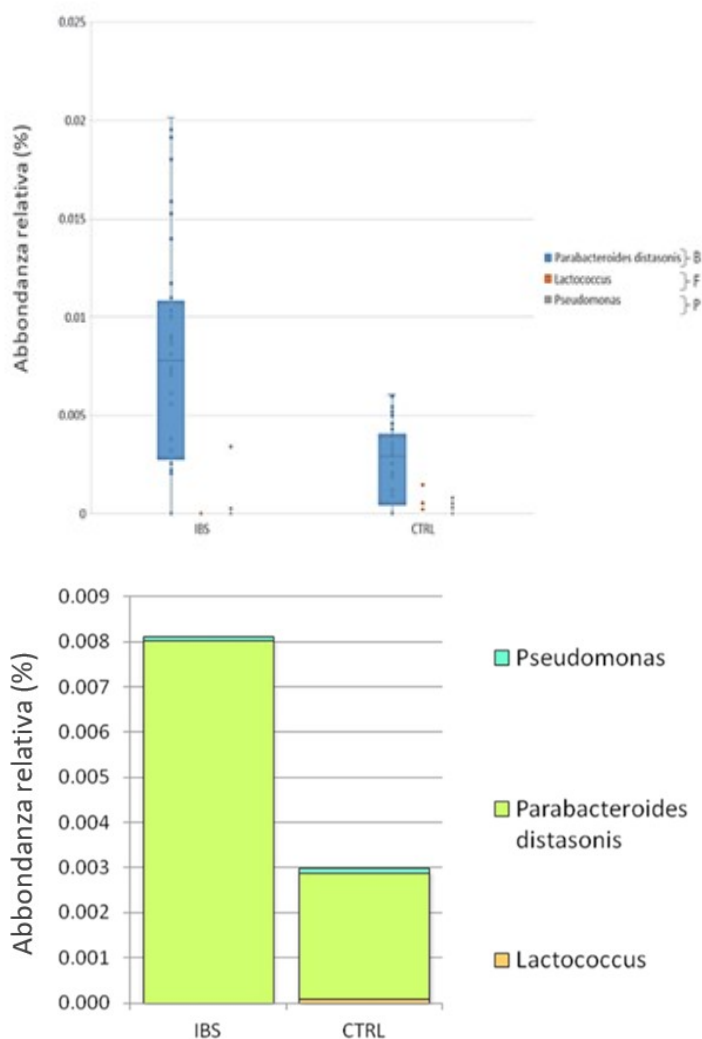 0.025
0.02
0.015
0.01
0.005
0
Abbondanza relativa (%)
IBS
CTRL
Parabacteroides distasonis } B
Lactococcus } F
Pseudomonas } P
0.009
0.008
0.007
0.006
0.005
0.004
0.003
0.002
0.001
0.000
Abbondanza relativa (%)
IBS
CTRL
Pseudomonas
Parabacteroides
distasonis
Lactococcus